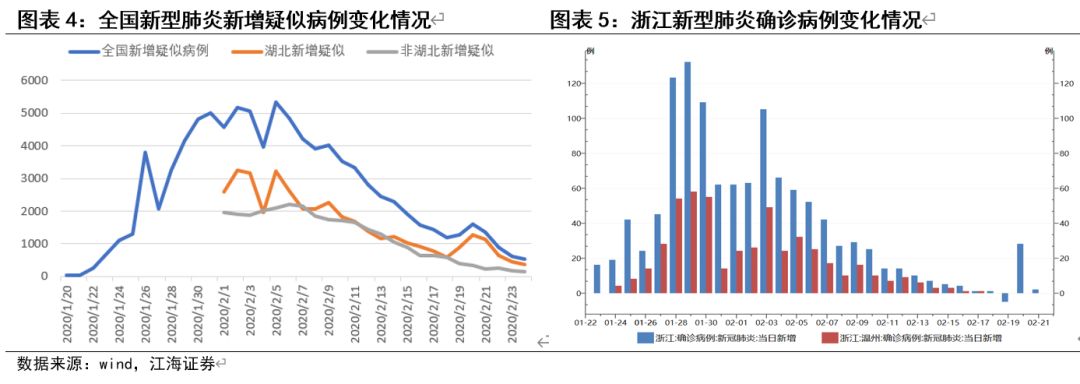 图表 4：全国新型肺炎新增疑似病例变化情况
全国新增疑似病例 湖北新增疑似 非湖北新增疑似
6000
5000
4000
3000
2000
1000
0
2020/1/20 2020/1/22 2020/1/24 2020/1/26 2020/1/28 2020/1/30 2020/2/1 2020/2/3 2020/2/5 2020/2/7 2020/2/9 2020/2/11 2020/2/13 2020/2/15 2020/2/17 2020/2/19 2020/2/21 2020/2/23
图表 5：浙江新型肺炎确诊病例变化情况
例 例
120 120
100 100
80 80
60 60
40 40
20 20
0 0
01-22 01-24 01-26 01-28 01-30 02-01 02-03 02-05 02-07 02-09 02-11 02-13 02-15 02-17 02-19 02-21
浙江:确诊病例:新冠肺炎:当日新增 浙江:温州:确诊病例:新冠肺炎:当日新增
数据来源：wind，江海证券